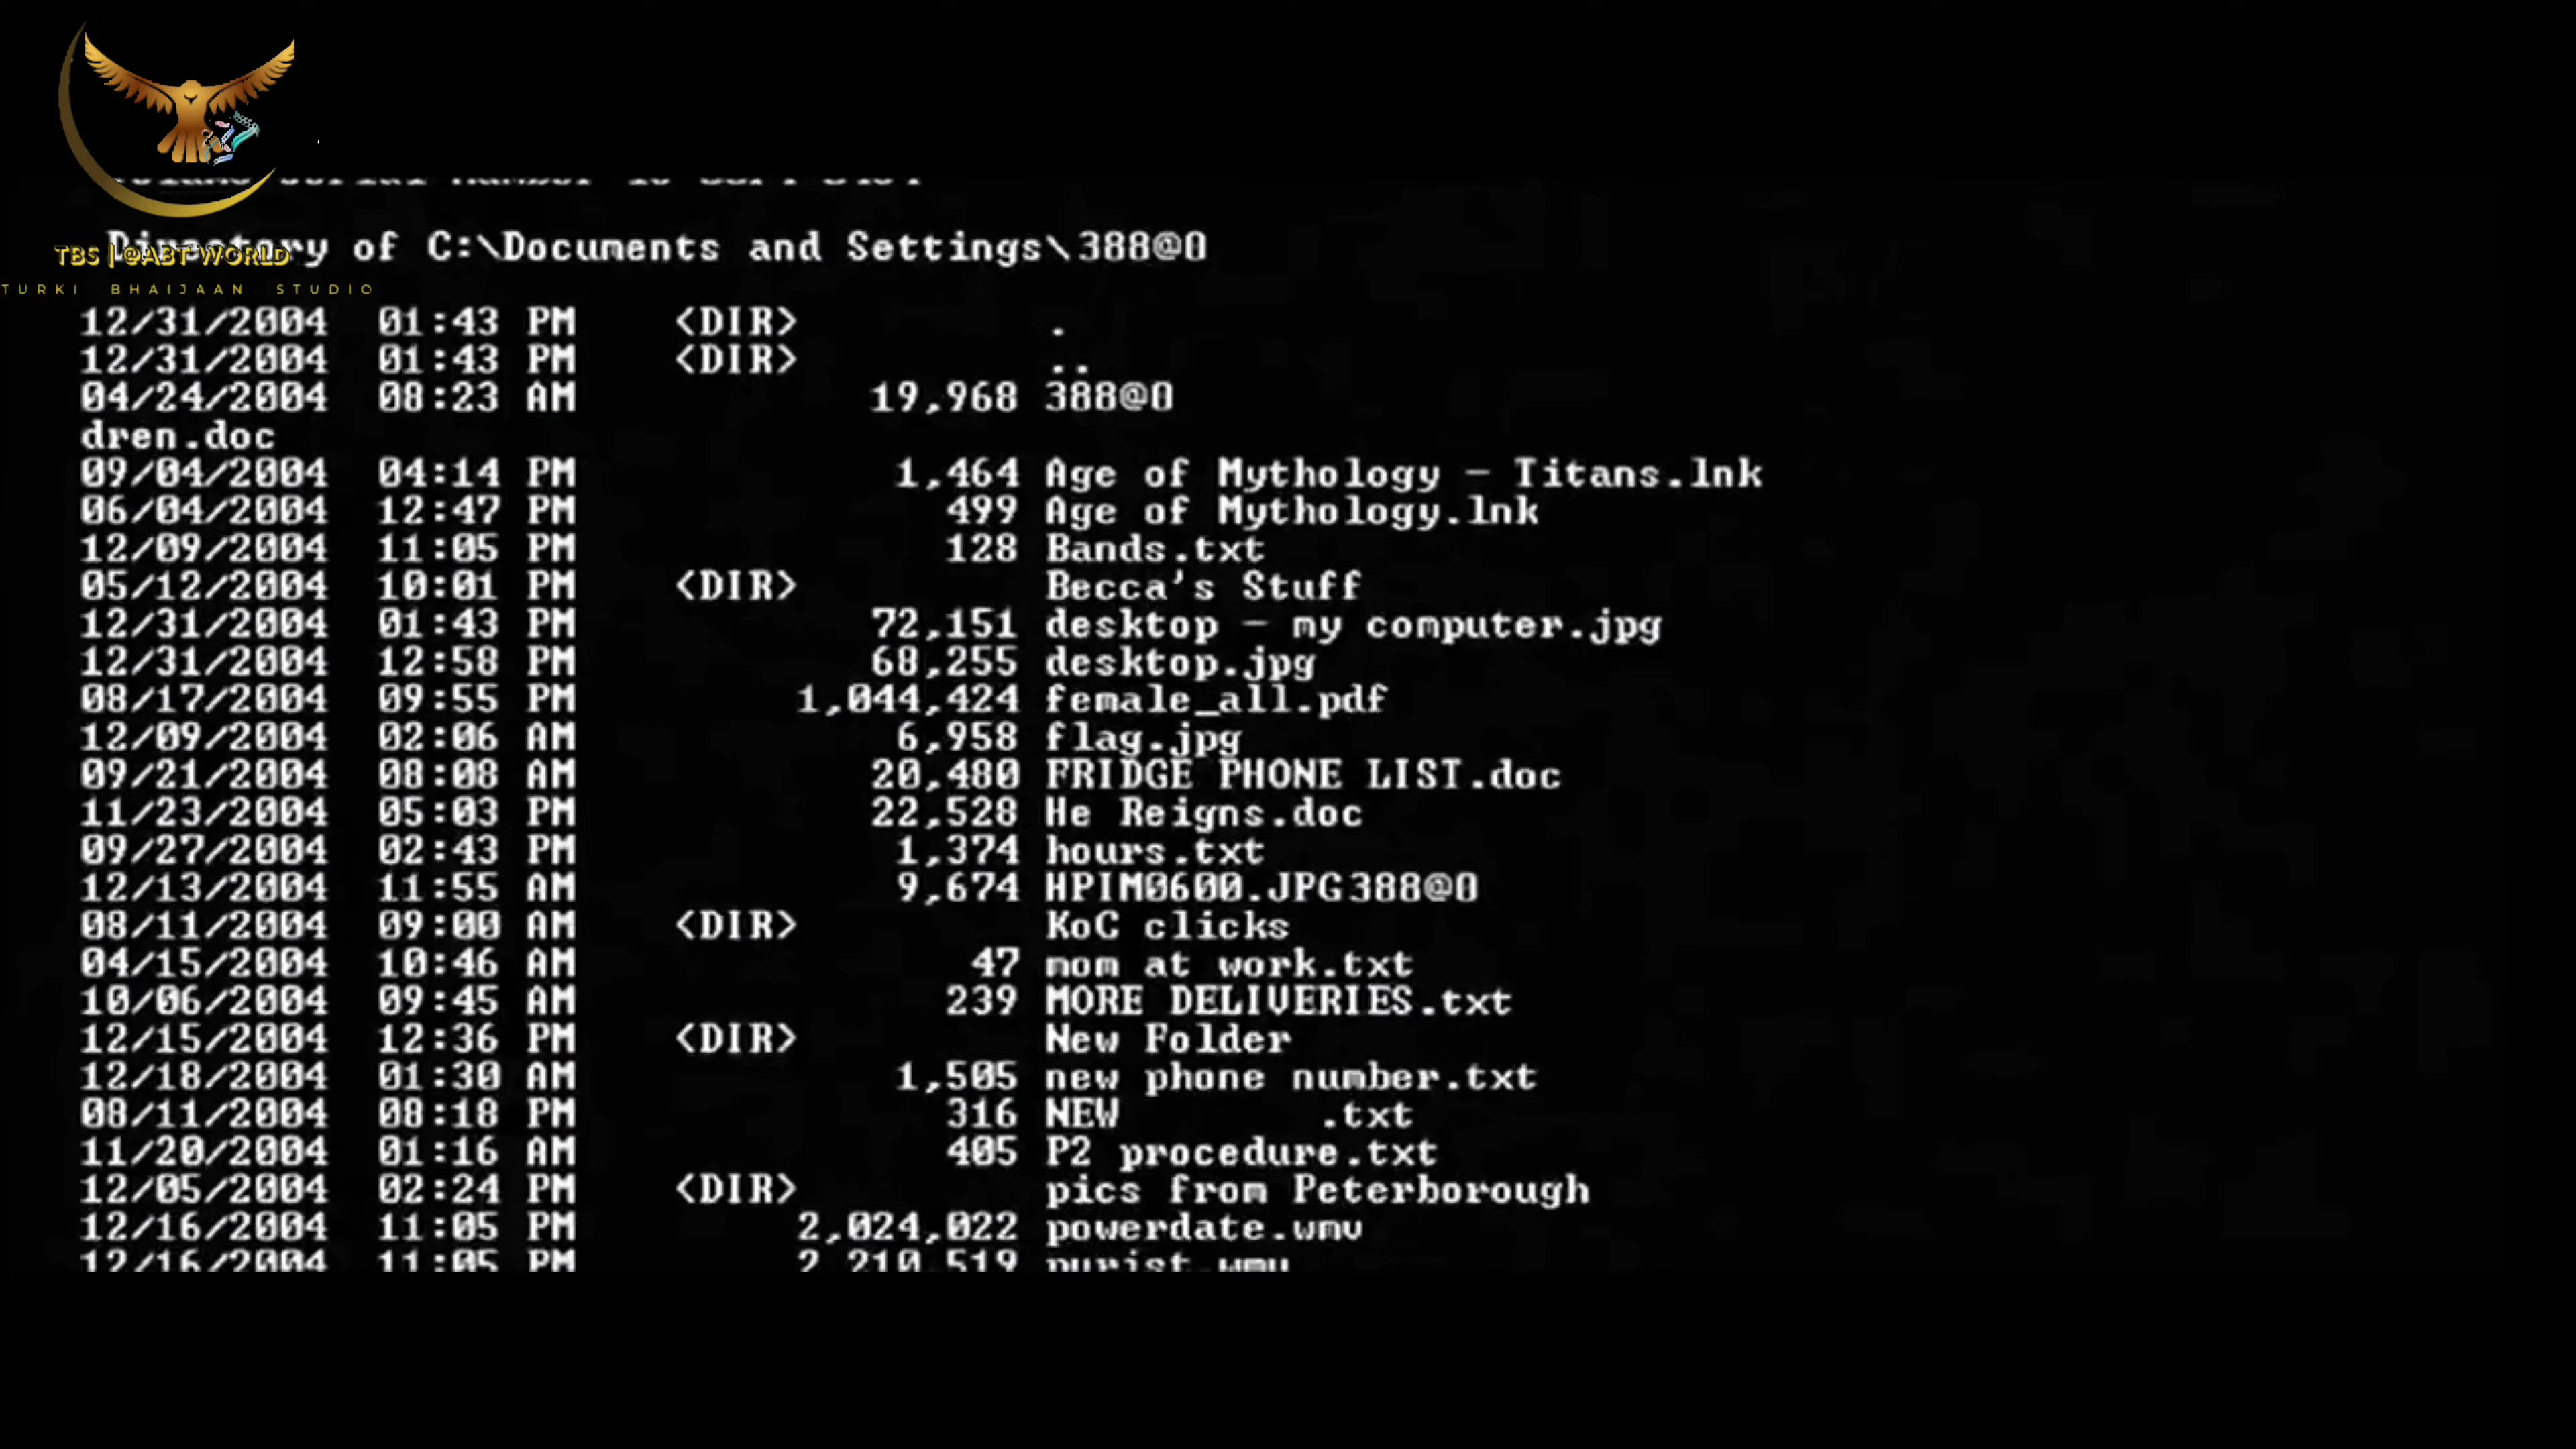 Directory of C:\Documents and Settings\388@0
TBS | @ABT WORLD
TURKI BHAIJAAN STUDIO
12/31/2004 01:43 PM <DIR> .
12/31/2004 01:43 PM <DIR> ..
04/24/2004 08:23 AM 19,968 388@0
dren.doc
09/04/2004 04:14 PM 1,464 Age of Mythology - Titans.lnk
06/04/2004 12:47 PM 499 Age of Mythology.lnk
12/09/2004 11:05 PM 128 Bands.txt
05/12/2004 10:01 PM <DIR> Becca's Stuff
12/31/2004 01:43 PM 72,151 desktop - my computer.jpg
12/31/2004 12:58 PM 68,255 desktop.jpg
08/17/2004 09:55 PM 1,044,424 female_all.pdf
12/09/2004 02:06 AM 6,958 flag.jpg
09/21/2004 08:08 AM 20,480 FRIDGE PHONE LIST.doc
11/23/2004 05:03 PM 22,528 He Reigns.doc
09/27/2004 02:43 PM 1,374 hours.txt
12/13/2004 11:55 AM 9,674 HPIM0600.JPG388@0
08/11/2004 09:00 AM <DIR> KoC clicks
04/15/2004 10:46 AM 47 mom at work.txt
10/06/2004 09:45 AM 239 MORE DELIVERIES.txt
12/15/2004 12:36 PM <DIR> New Folder
12/18/2004 01:30 AM 1,505 new phone number.txt
08/11/2004 08:18 PM 316 NEW .txt
11/20/2004 01:16 AM 405 P2 procedure.txt
12/05/2004 02:24 PM <DIR> pics from Peterborough
12/16/2004 11:05 PM 2,024,022 powerdate.wmv
12/16/2004 11:05 PM 2,210,519 purist.wmv